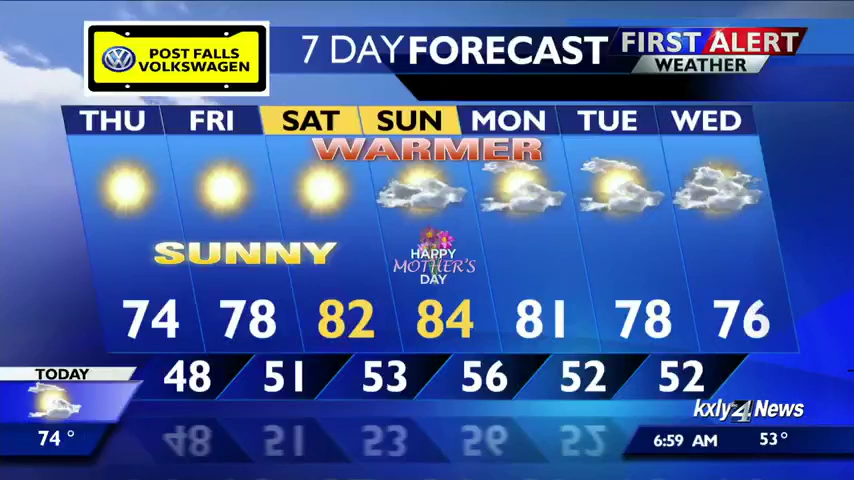 POST FALLS
VOLKSWAGEN
7 DAY FORECAST
FIRST ALERT
WEATHER
THU FRI SAT SUN MON TUE WED
WARMER
SUNNY
HAPPY
MOTHER'S
DAY
74 78 82 84 81 78 76
48 51 53 56 52 52
TODAY
74°
kxly4News
6:59 AM 53°